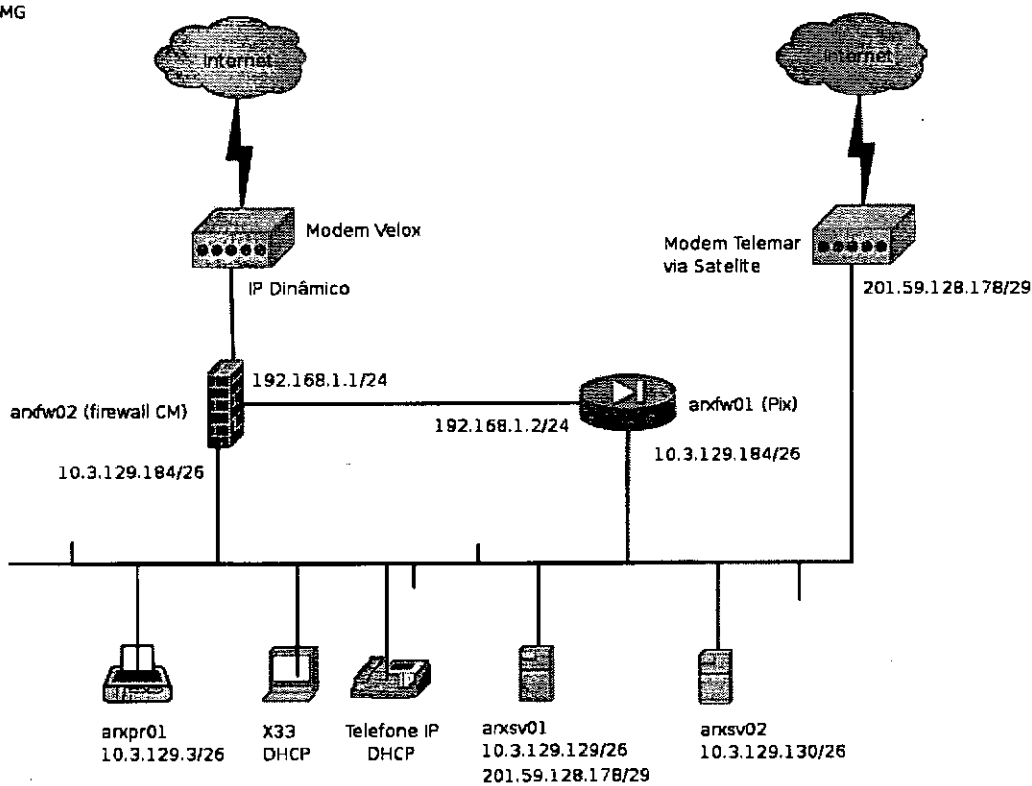 MG
Internet
Internet
Modem Velox
Modem Telemar
via Satelite
IP Dinâmico
201.59.128.178/29
192.168.1.1/24
arxfw02 (firewall CM)
arxfw01 (Pix)
192.168.1.2/24
10.3.129.184/26
10.3.129.184/26
IP
arxpr01
10.3.129.3/26
X33
DHCP
Telefone IP
DHCP
arxsv01
10.3.129.129/26
201.59.128.178/29
arxsv02
10.3.129.130/26